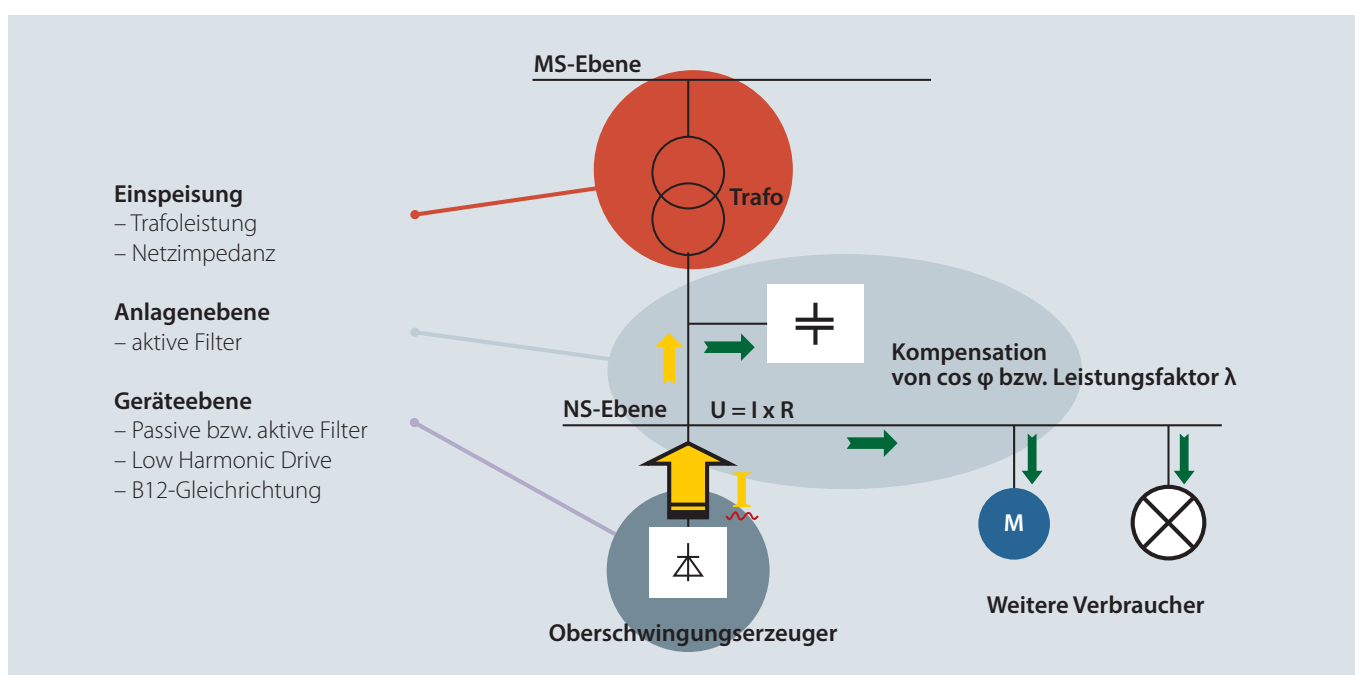 MS-Ebene
Trafo
Einspeisung
– Trafoleistung
– Netzimpedanz
Anlagenebene
– aktive Filter
Geräteebene
– Passive bzw. aktive Filter
– Low Harmonic Drive
– B12-Gleichrichtung
Kompensation
von cos φ bzw. Leistungsfaktor λ
NS-Ebene
U = I x R
I
M
Weitere Verbraucher
Oberschwingungserzeuger